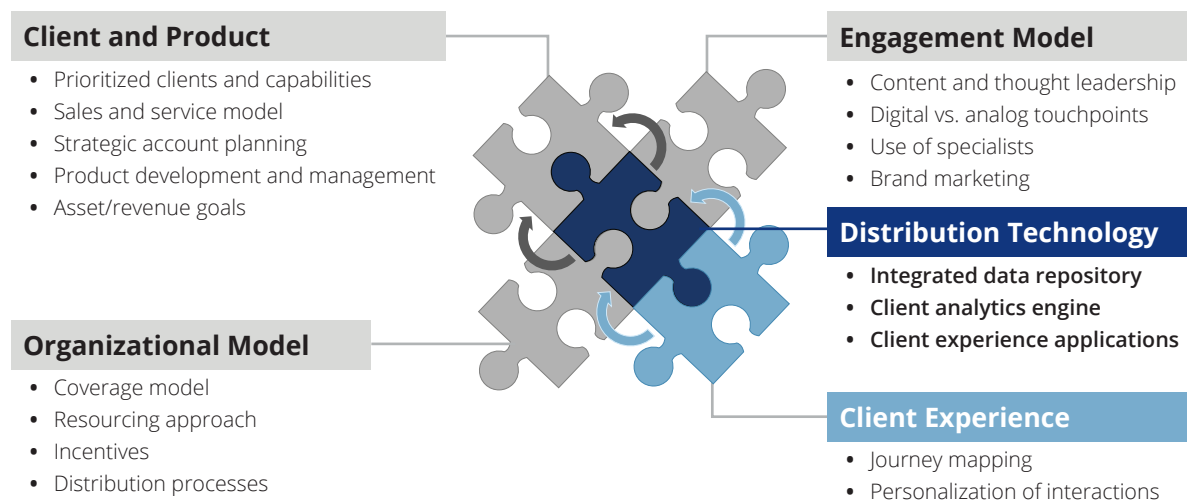 Client and Product
• Prioritized clients and capabilities
• Sales and service model
• Strategic account planning
• Product development and management
• Asset/revenue goals
Organizational Model
• Coverage model
• Resourcing approach
• Incentives
• Distribution processes
Engagement Model
• Content and thought leadership
• Digital vs. analog touchpoints
• Use of specialists
• Brand marketing
Distribution Technology
• Integrated data repository
• Client analytics engine
• Client experience applications
Client Experience
• Journey mapping
• Personalization of interactions